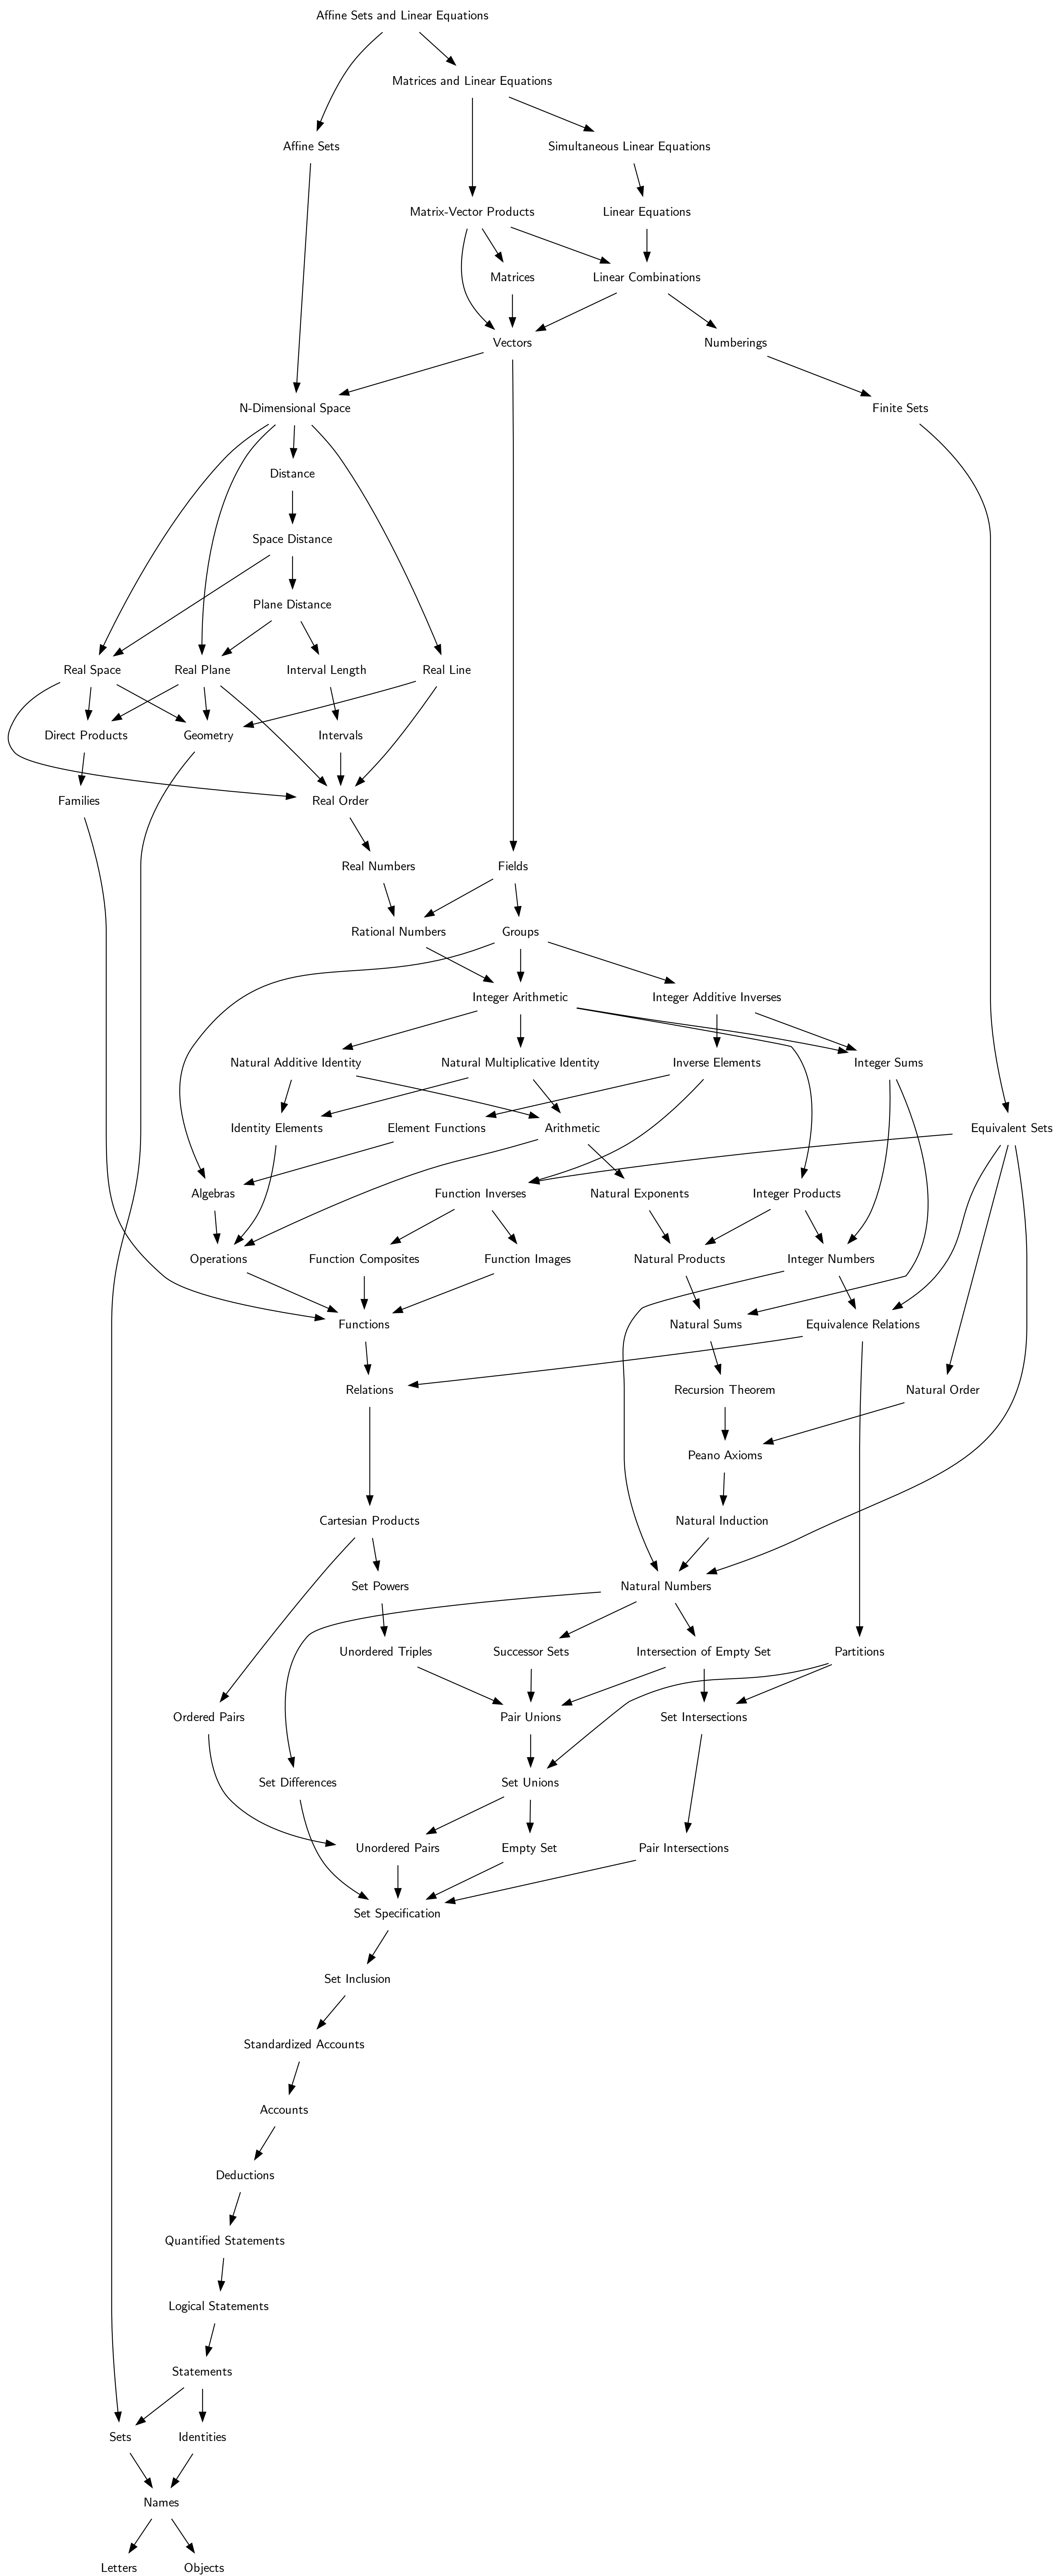 Affine Sets and Linear Equations
Matrices and Linear Equations
Affine Sets
Simultaneous Linear Equations
Matrix-Vector Products
Linear Equations
Matrices
Linear Combinations
Vectors
Numberings
N-Dimensional Space
Finite Sets
Distance
Space Distance
Plane Distance
Real Space
Real Plane
Interval Length
Real Line
Direct Products
Geometry
Intervals
Families
Real Order
Real Numbers
Fields
Rational Numbers
Groups
Integer Arithmetic
Integer Additive Inverses
Natural Additive Identity
Natural Multiplicative Identity
Inverse Elements
Integer Sums
Identity Elements
Element Functions
Arithmetic
Equivalent Sets
Algebras
Function Inverses
Natural Exponents
Integer Products
Operations
Function Composites
Function Images
Natural Products
Integer Numbers
Functions
Natural Sums
Equivalence Relations
Relations
Recursion Theorem
Natural Order
Peano Axioms
Cartesian Products
Natural Induction
Set Powers
Natural Numbers
Unordered Triples
Successor Sets
Intersection of Empty Set
Partitions
Ordered Pairs
Pair Unions
Set Intersections
Set Differences
Set Unions
Unordered Pairs
Empty Set
Pair Intersections
Set Specification
Set Inclusion
Standardized Accounts
Accounts
Deductions
Quantified Statements
Logical Statements
Statements
Sets
Identities
Names
Letters
Objects